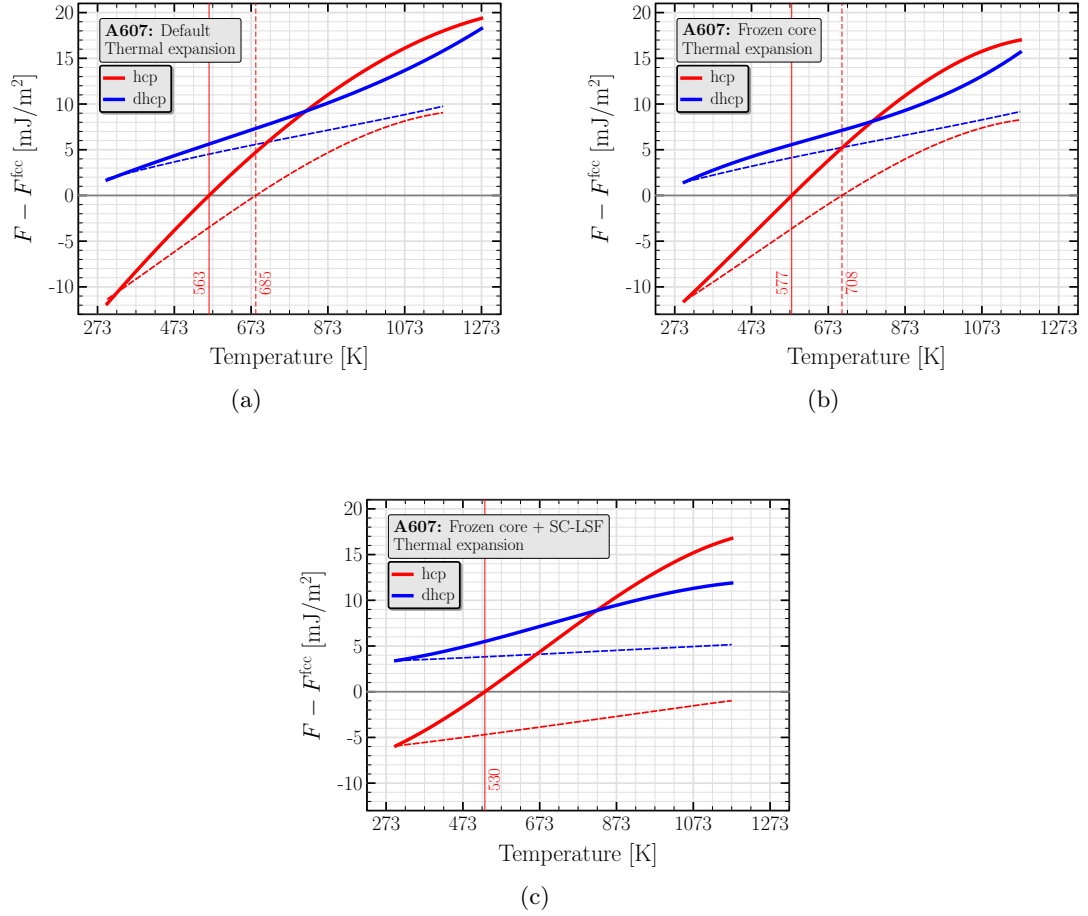 A607: Default
Thermal expansion
hcp
dhcp
20
15
10
5
0
-5
-10
F − F^fcc [mJ/m²]
563
685
273 473 673 873 1073 1273
Temperature [K]
(a)
A607: Frozen core
Thermal expansion
hcp
dhcp
20
15
10
5
0
-5
-10
F − F^fcc [mJ/m²]
577
708
273 473 673 873 1073 1273
Temperature [K]
(b)
A607: Frozen core + SC-LSF
Thermal expansion
hcp
dhcp
20
15
10
5
0
-5
-10
F − F^fcc [mJ/m²]
530
273 473 673 873 1073 1273
Temperature [K]
(c)